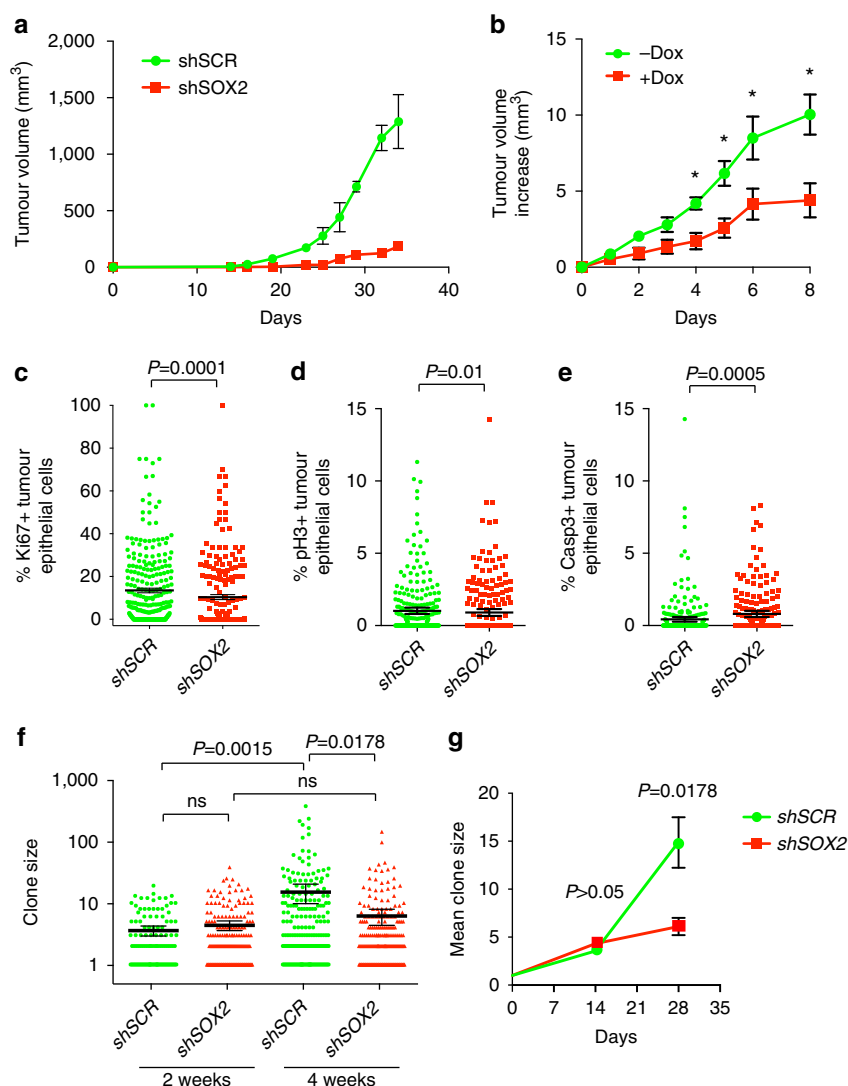 a
2,000
1,500
1,000
500
0
Tumour volume (mm3)
shSCR
shSOX2
0
10
20
30
40
Days
b
15
10
5
0
Tumour volume
increase (mm3)
–Dox
+Dox
*
*
*
*
0
2
4
6
8
Days
c
P=0.0001
100
80
60
40
20
0
% Ki67+ tumour
epithelial cells
shSCR
shSOX2
d
P=0.01
15
10
5
0
% pH3+ tumour
epithelial cells
shSCR
shSOX2
e
P=0.0005
15
10
5
0
% Casp3+ tumour
epithelial cells
shSCR
shSOX2
f
P=0.0015
P=0.0178
ns
ns
1,000
100
10
1
Clone size
shSCR
shSOX2
shSCR
shSOX2
2 weeks
4 weeks
g
20
15
10
5
0
Mean clone size
P>0.05
P=0.0178
shSCR
shSOX2
0
7
14
21
28
35
Days